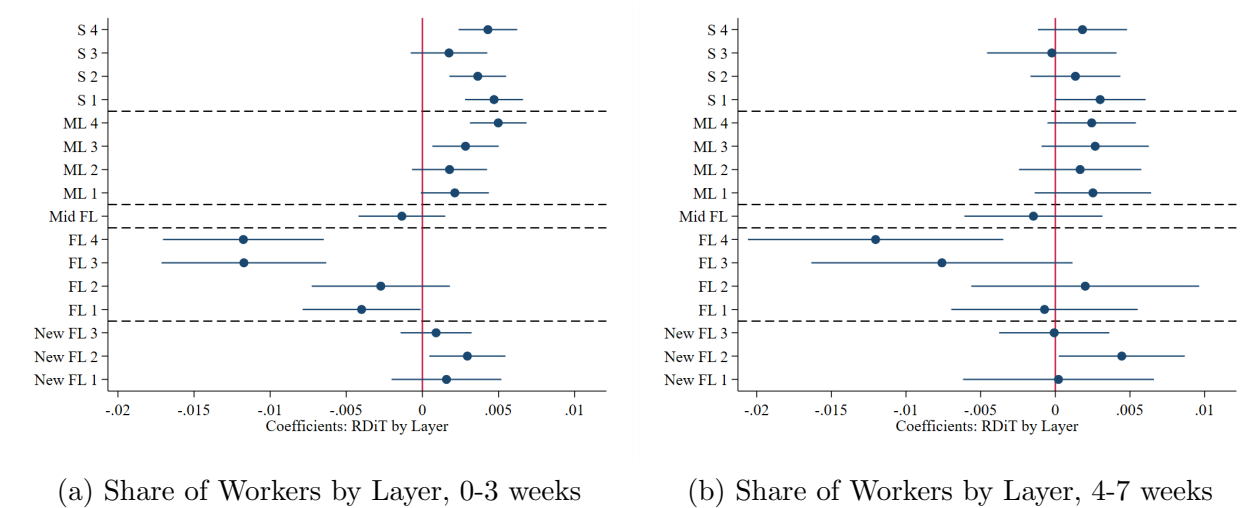 S 4
S 3
S 2
S 1
ML 4
ML 3
ML 2
ML 1
Mid FL
FL 4
FL 3
FL 2
FL 1
New FL 3
New FL 2
New FL 1
-.02 -.015 -.01 -.005 0 .005 .01
Coefficients: RDiT by Layer
(a) Share of Workers by Layer, 0-3 weeks
S 4
S 3
S 2
S 1
ML 4
ML 3
ML 2
ML 1
Mid FL
FL 4
FL 3
FL 2
FL 1
New FL 3
New FL 2
New FL 1
-.02 -.015 -.01 -.005 0 .005 .01
Coefficients: RDiT by Layer
(b) Share of Workers by Layer, 4-7 weeks